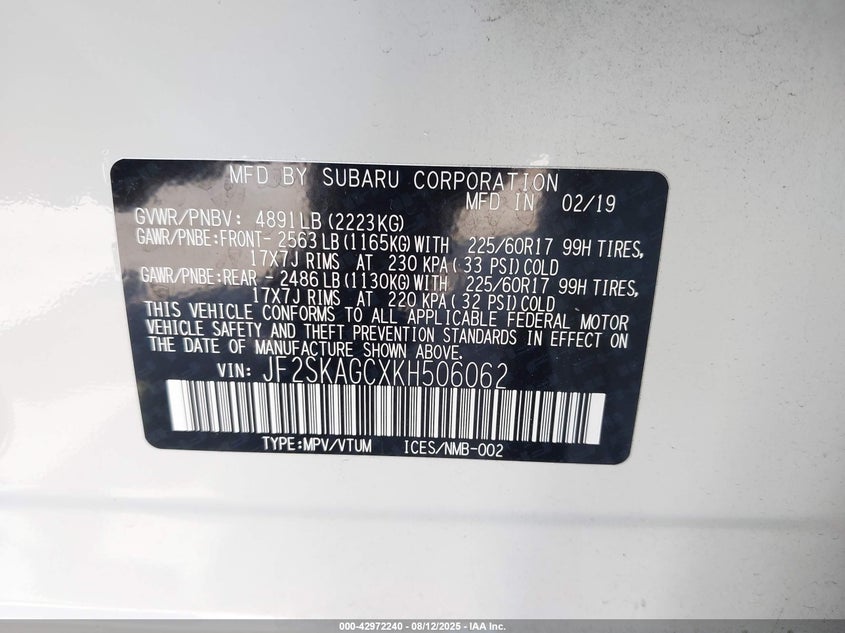 MFD BY SUBARU CORPORATION
MFD IN 02/19
GVWR/PNBV: 4891LB (2223KG)
GAWR/PNBE:FRONT- 2563 LB (1165KG) WITH 225/60R17 99H TIRES,
17X7J RIMS AT 230 KPA ( 33 PSI) COLD
GAWR/PNBE:REAR - 2486 LB (1130KG) WITH 225/60R17 99H TIRES,
17X7J RIMS AT 220 KPA ( 32 PSI) COLD
THIS VEHICLE CONFORMS TO ALL APPLICABLE FEDERAL MOTOR
VEHICLE SAFETY AND THEFT PREVENTION STANDARDS IN EFFECT ON
THE DATE OF MANUFACTURE SHOWN ABOVE.
VIN: JF2SKAGCXKH506062
TYPE:MPV/VTUM ICES/NMB-002
000-42972240 - 08/12/2025 - IAA Inc.